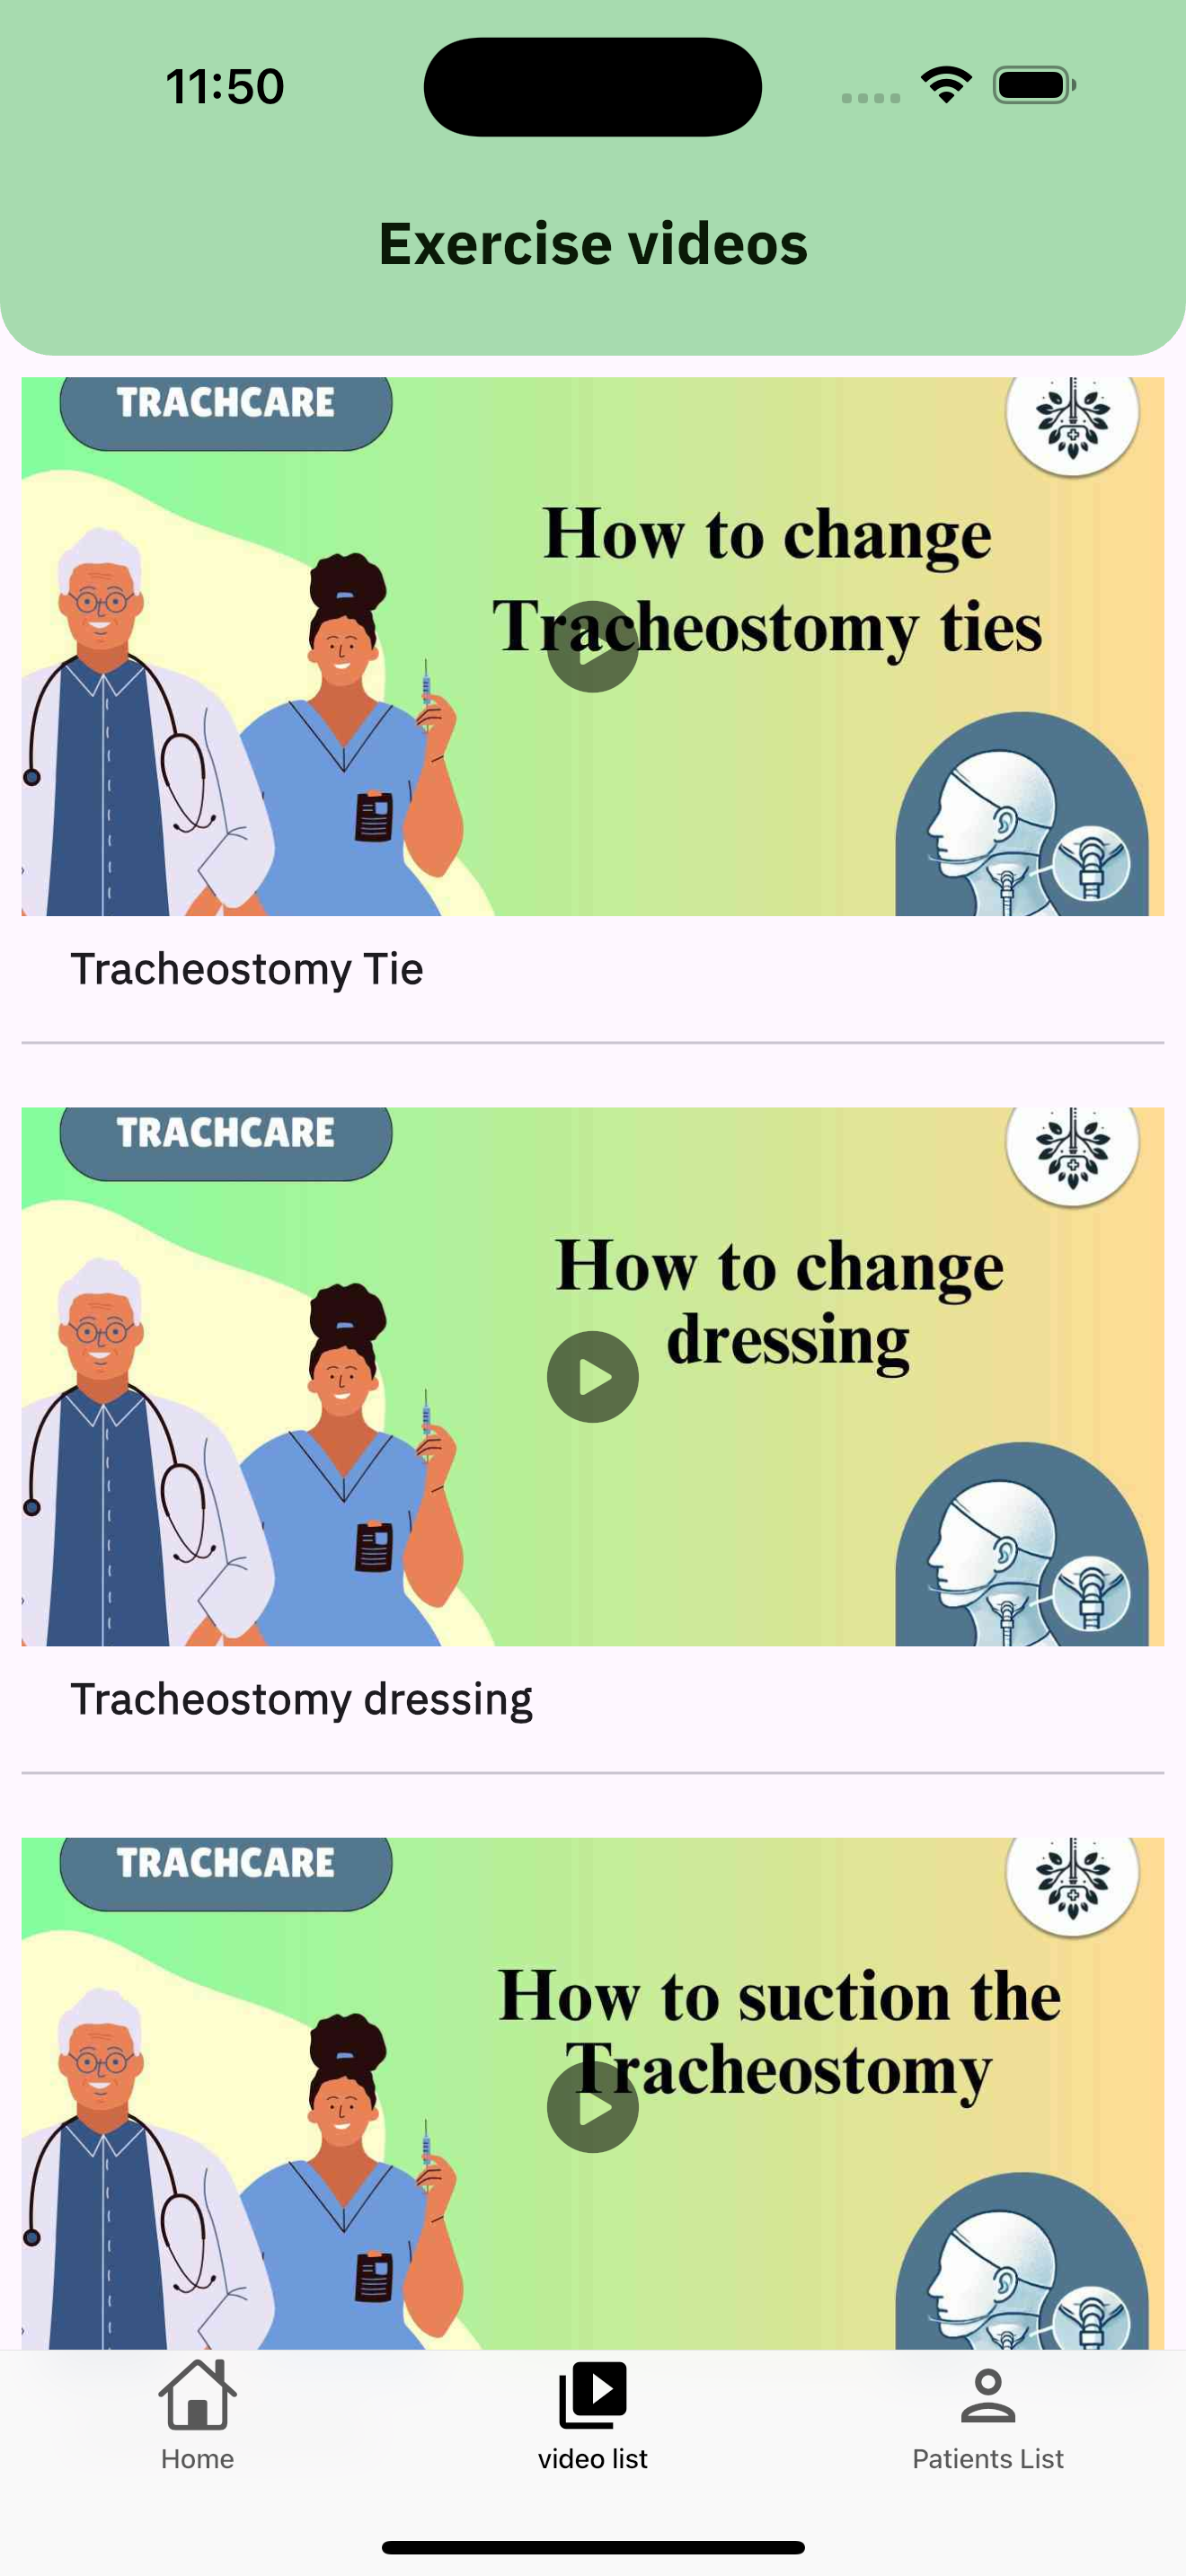 11:50
Exercise videos
TRACHCARE
How to change
Tracheostomy ties
Tracheostomy Tie
TRACHCARE
How to change
dressing
Tracheostomy dressing
TRACHCARE
How to suction the
Tracheostomy
Home
video list
Patients List